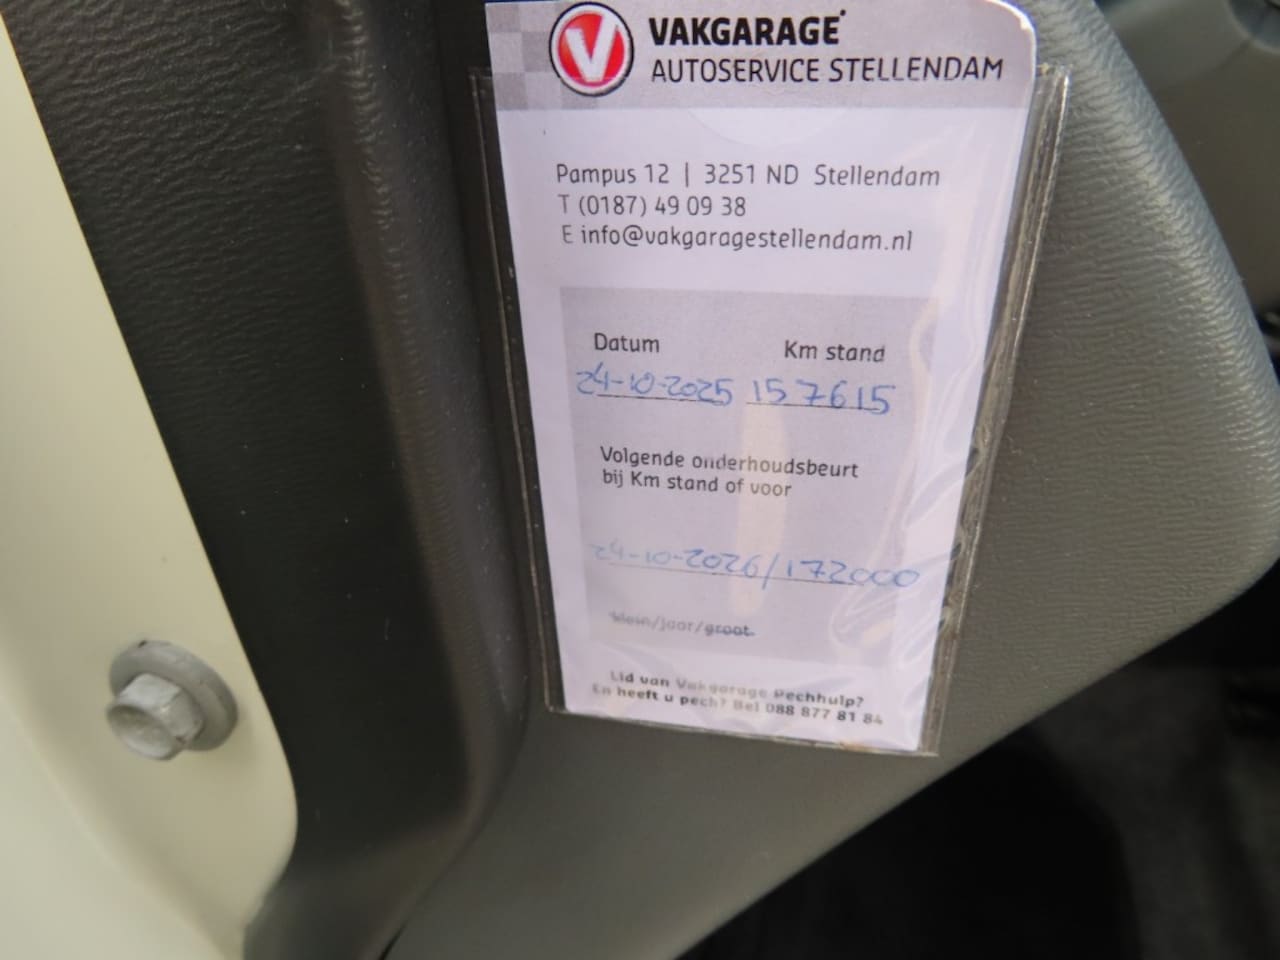 V VAKGARAGE
AUTOSERVICE STELLENDAM
Pampus 12 | 3251 ND Stellendam
T (0187) 49 09 38
E info@vakgaragestellendam.nl
Datum Km stand
24-10-2025 157615
Volgende onderhoudsbeurt
bij Km stand of voor
24-10-2026/172000
klein/jaar/groot
Lid van Vakgarage Pechhulp?
En heeft u pech? Bel 088 877 81 84